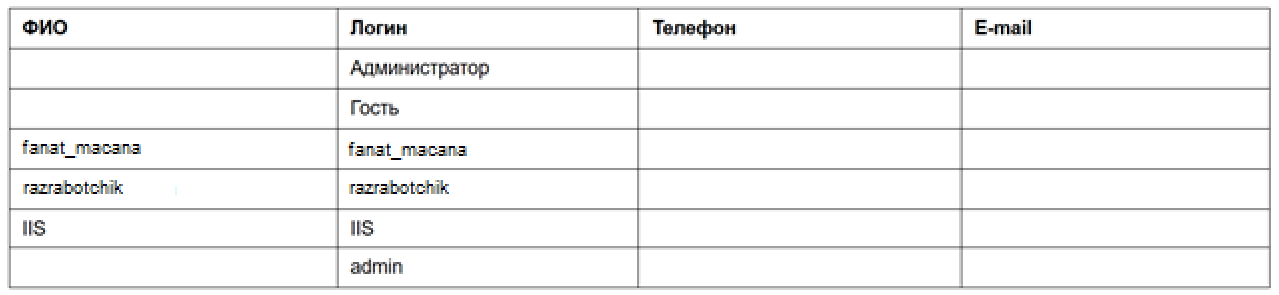 ФИО Логин Телефон E-mail
Администратор
Гость
fanat_macana fanat_macana
razrabotchik razrabotchik
IIS IIS
admin